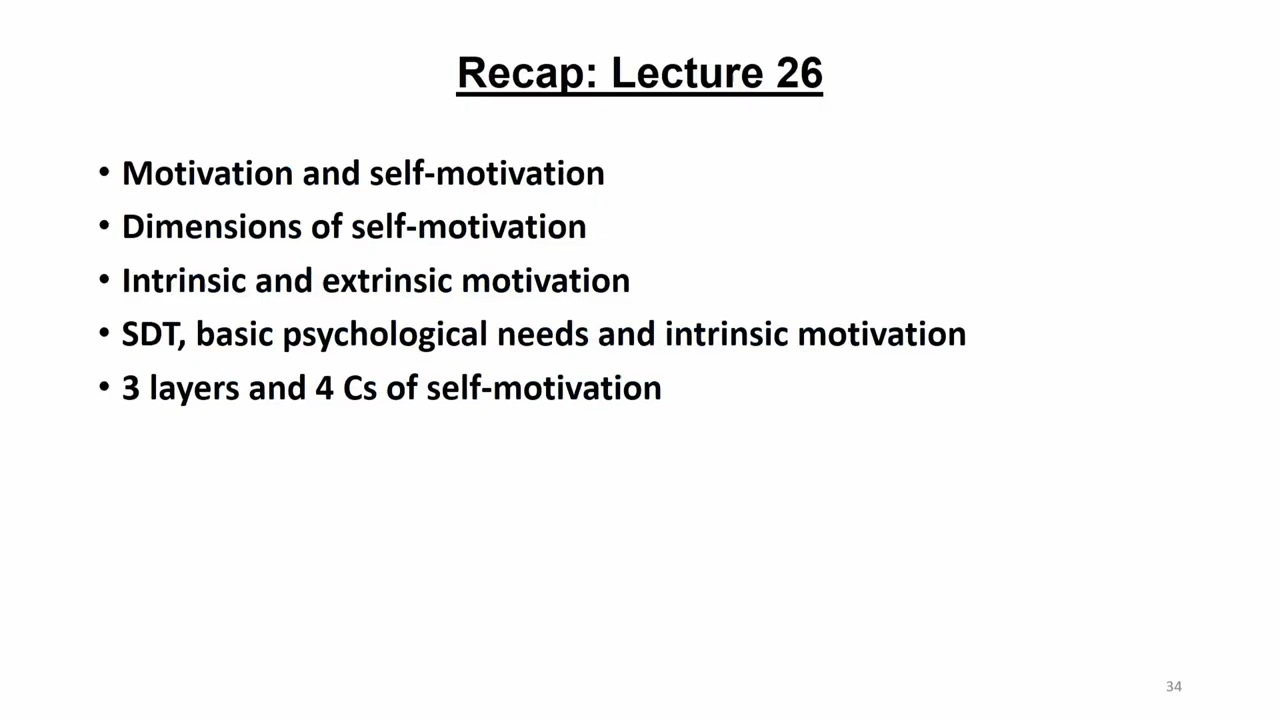 Recap: Lecture 26
• Motivation and self-motivation
• Dimensions of self-motivation
• Intrinsic and extrinsic motivation
• SDT, basic psychological needs and intrinsic motivation
• 3 layers and 4 Cs of self-motivation
34